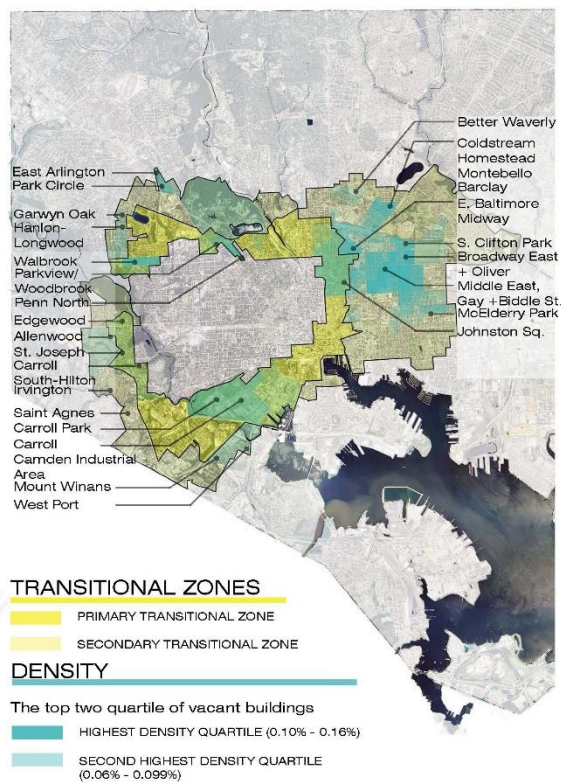 East Arlington
Park Circle
Garwyn Oak
Hanlon-
Longwood
Walbrook
Parkview/
Woodbrook
Penn North
Edgewood
Allenwood
St. Joseph
Carroll
South-Hilton
Irvington
Saint Agnes
Carroll Park
Carroll
Camden Industrial
Area
Mount Winans
West Port
Better Waverly
Coldstream
Homestead
Montebello
Barclay
E. Baltimore
Midway
S. Clifton Park
Broadway East
+ Oliver
Middle East,
Gay +Biddle St.
McElderry Park
Johnston Sq.
TRANSITIONAL ZONES
PRIMARY TRANSITIONAL ZONE
SECONDARY TRANSITIONAL ZONE
DENSITY
The top two quartile of vacant buildings
HIGHEST DENSITY QUARTILE (0.10% - 0.16%)
SECOND HIGHEST DENSITY QUARTILE
(0.06% - 0.099%)